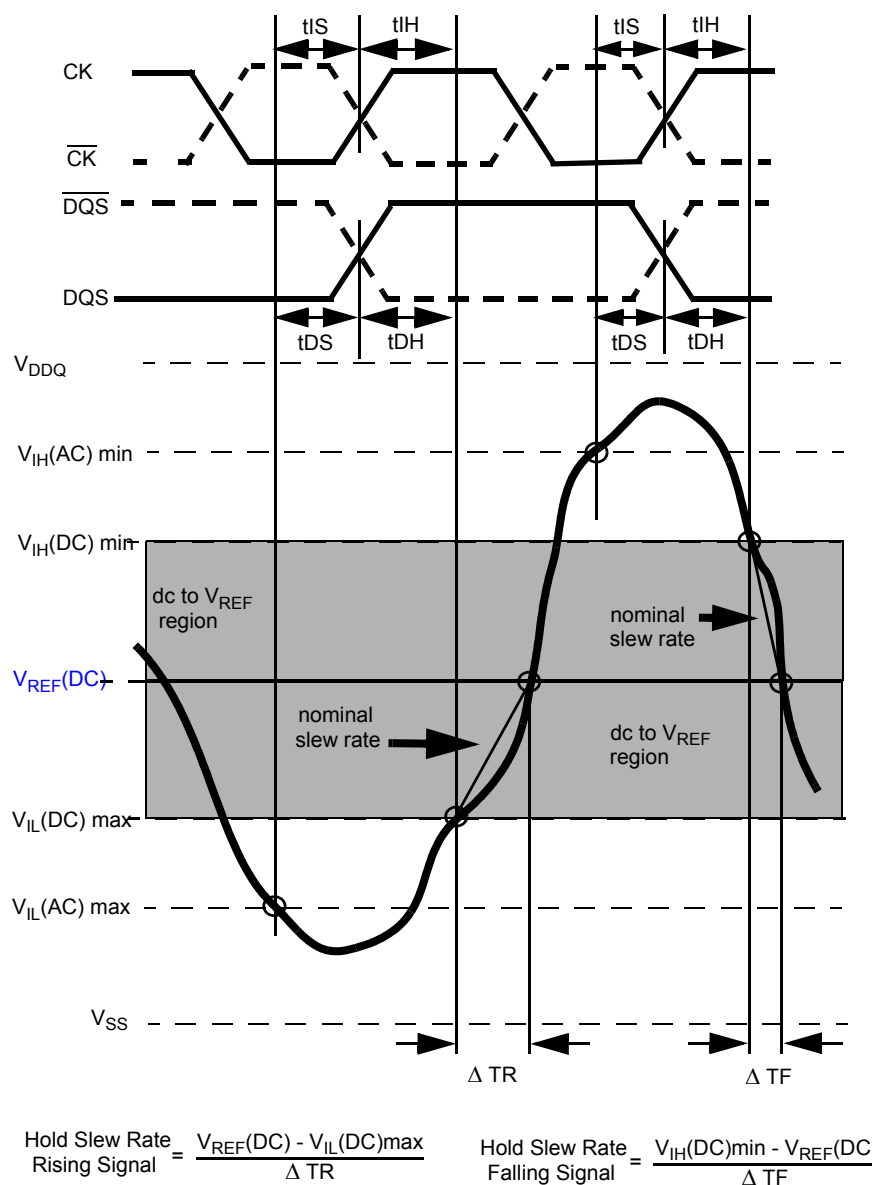 tIS tIH tIS tIH
CK
CK
DQS
DQS
tDS tDH tDS tDH
VDDQ
VIH(AC) min
VIH(DC) min
dc to VREF
region
nominal
slew rate
VREF(DC)
nominal
slew rate
dc to VREF
region
VIL(DC) max
VIL(AC) max
VSS
Δ TR Δ TF
Hold Slew Rate
Rising Signal = VREF(DC) - VIL(DC)max
Δ TR
Hold Slew Rate
Falling Signal = VIH(DC)min - VREF(DC
Δ TF